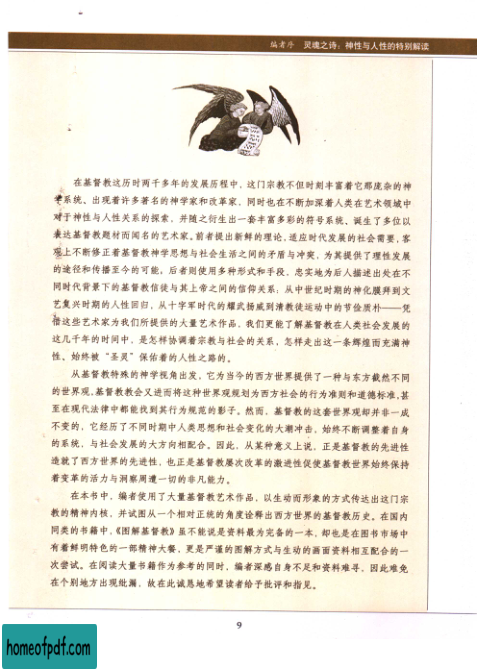 编者序 灵魂之诗：神性与人性的特别解读
在基督教这历时两千多年的发展历程中，这门宗教不但时刻丰富着它那庞杂的神
学系统、出现着许多著名的神学家和改革家，同时也在不断加深着人类在艺术领域中
对于神性与人性关系的探索，并随之衍生出一套丰富多彩的符号系统、诞生了多位以
表达基督教题材而闻名的艺术家。前者提出新鲜的理论，适应时代发展的社会需要，客
观上不断修正着基督教神学思想与社会生活之间的矛盾与冲突，为其提供了理性发展
的途径和传播至今的可能，后者则使用多种形式和手段，忠实地为后人描述出处在不
同时代背景下的基督教信徒与其上帝之间的信仰关系：从中世纪时期的神化膜拜到文
艺复兴时期的人性回归，从十字军时代的耀武扬威到清教徒运动中的节俭质朴——凭
借这些艺术家为我们所提供的大量艺术作品，我们更能了解基督教在人类社会发展的
这几千年的时间中，是怎样协调着宗教与社会的关系，怎样走出这一条辉煌而充满神
性、始终被“圣灵”保佑着的人性之路的。
从基督教特殊的神学视角出发，它为当今的西方世界提供了一种与东方截然不同
的世界观，基督教教会又进而将这种世界观规划为西方社会的行为准则和道德标准，甚
至在现代法律中都能找到其行为规范的影子。然而，基督教的这套世界观却并非一成
不变的，它经历了不同时期中人类思想和社会变化的大潮冲击，始终不断调整着自身
的系统，与社会发展的大方向相配合。因此，从某种意义上说，正是基督教的先进性
造就了西方世界的先进性，也正是基督教屡次改革的激进性促使基督教世界始终保持
着变革的活力与洞察周遭一切的非凡能力。
在本书中，编者使用了大量基督教艺术作品，以生动而形象的方式传达出这门宗
教的精神内核，并试图从一个相对正统的角度诠释出西方世界的基督教历史。在国内
同类的书籍中，《图解基督教》虽不能说是资料最为完备的一本，却也是在图书市场中
有着鲜明特色的一部精神大餐，更是严谨的图解方式与生动的画面资料相互配合的一
次尝试。在阅读大量书籍作为参考的同时，编者深感自身不足和资料难寻，因此难免
在个别地方出现纰漏，故在此诚恳地希望读者给予批评和指见。
9
homeofpdf.com